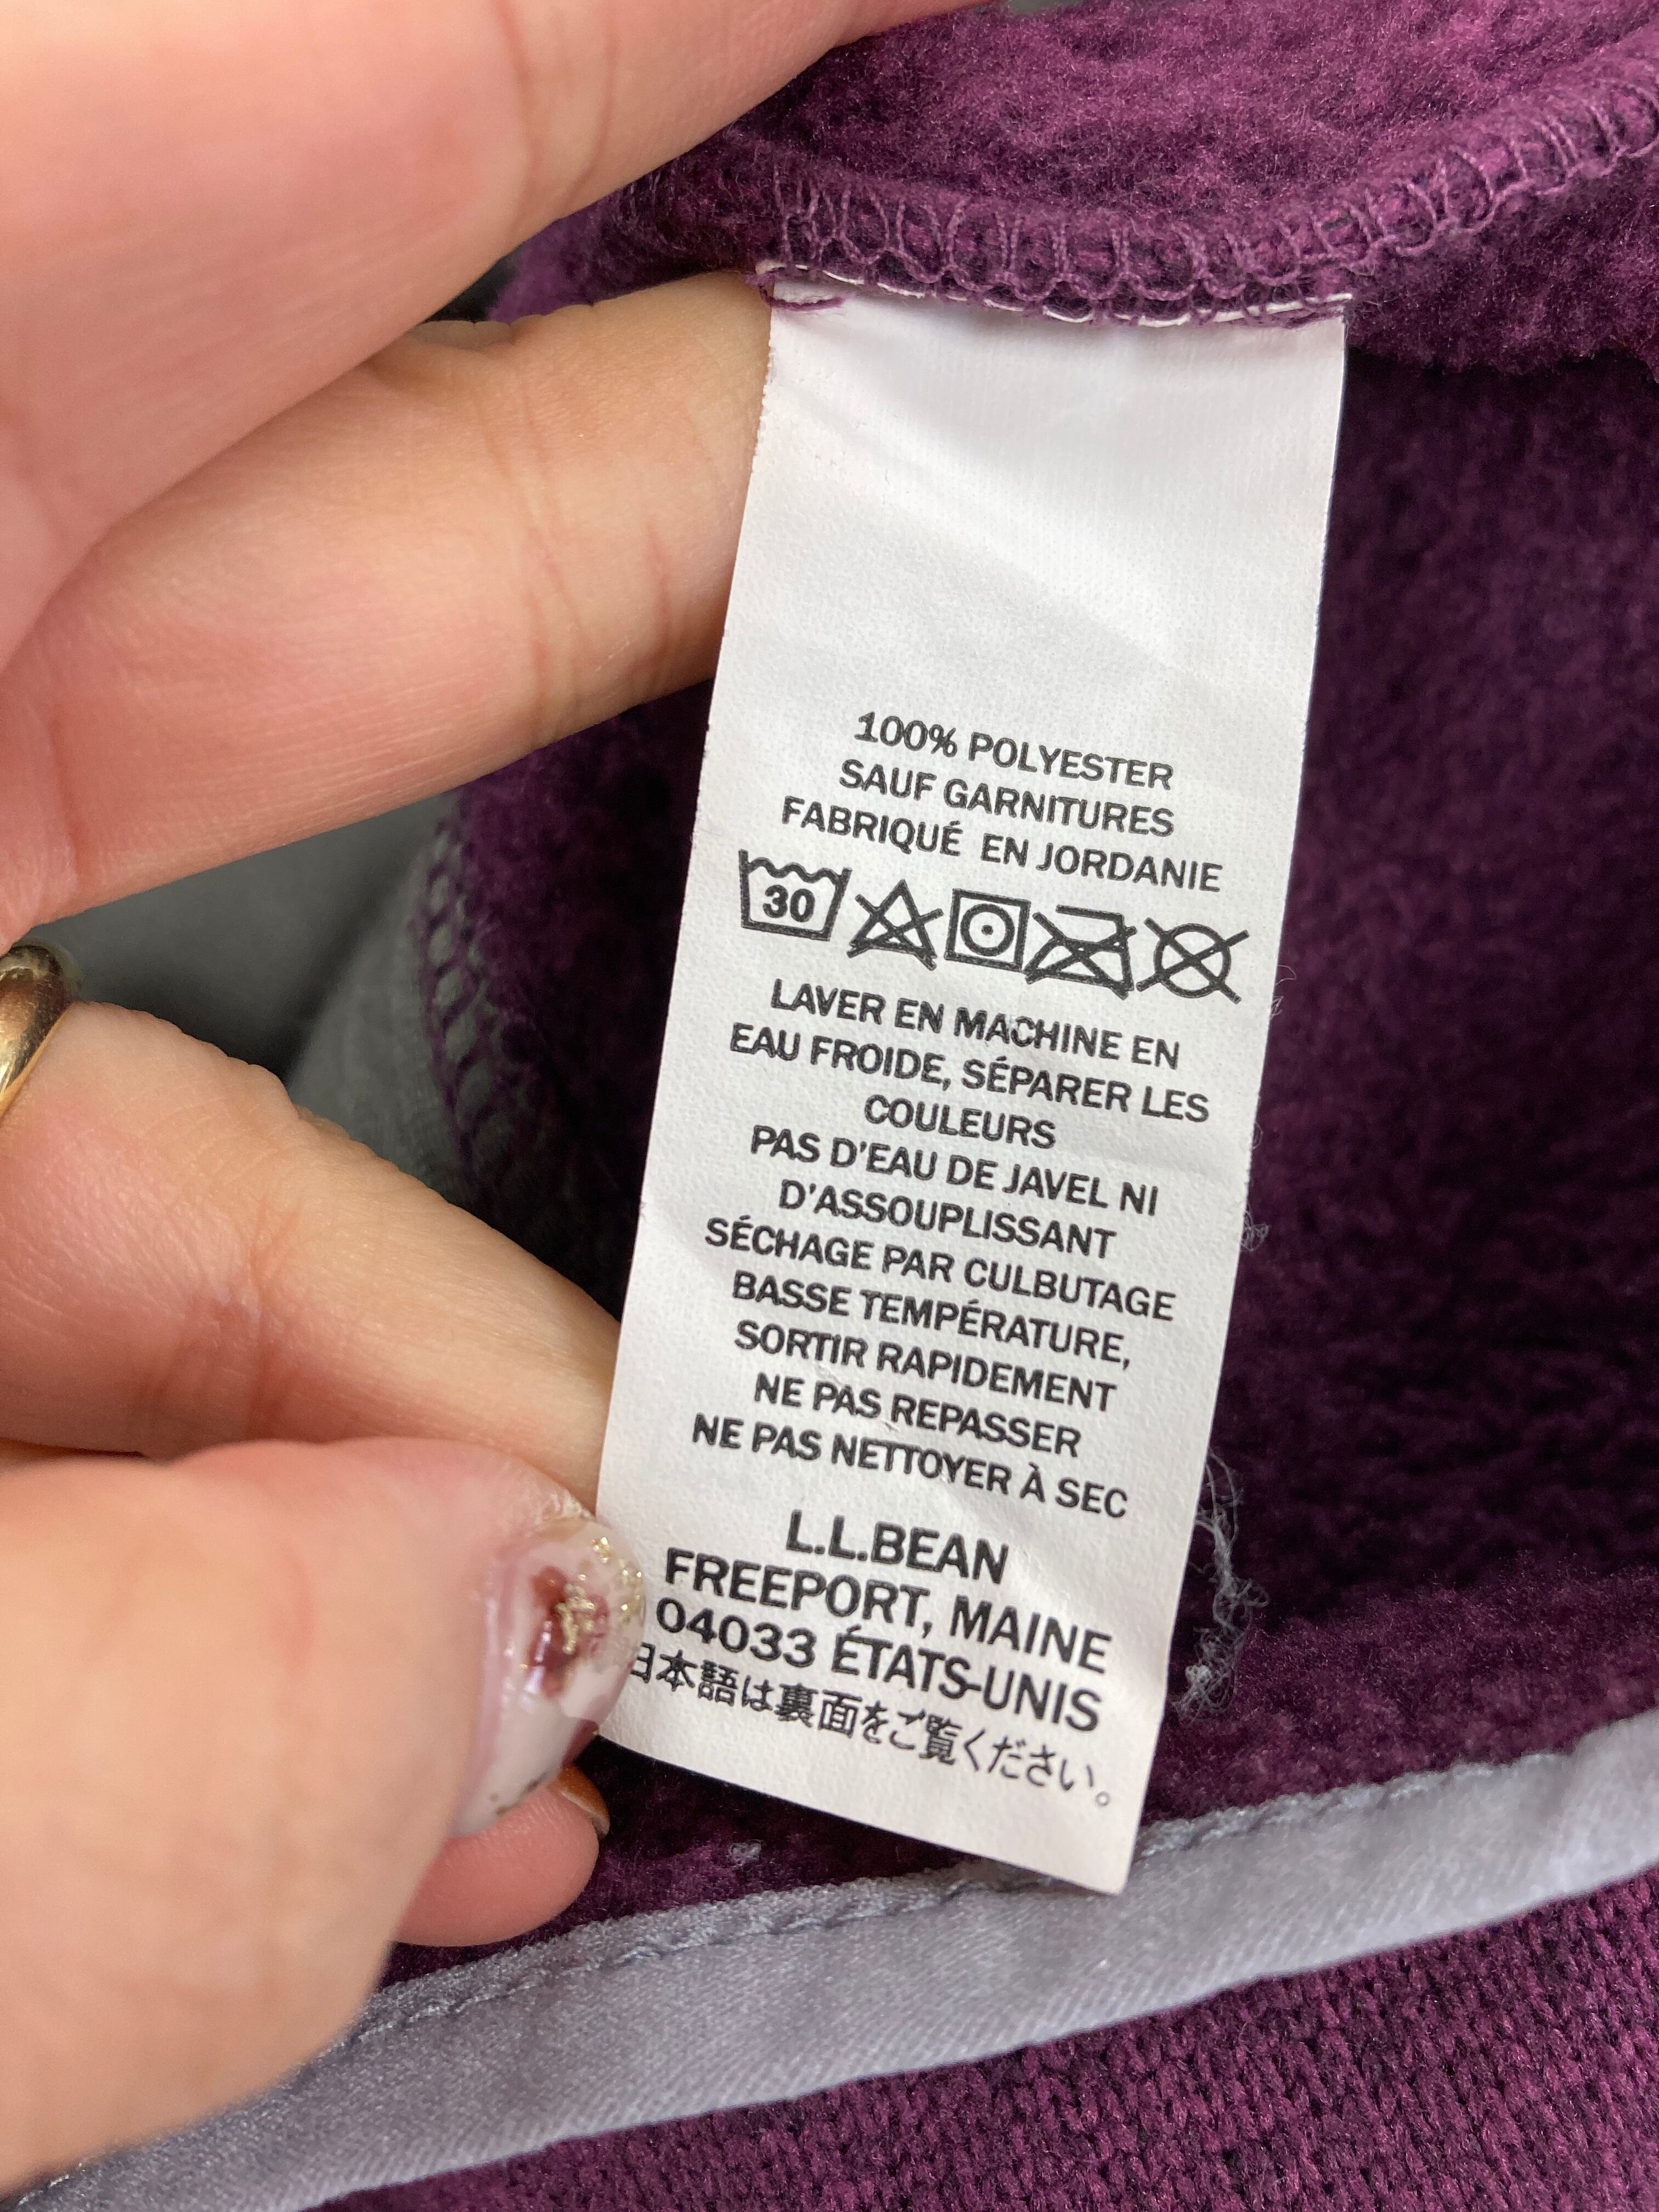 100% POLYESTER
SAUF GARNITURES
FABRIQUÉ EN JORDANIE
30
LAVER EN MACHINE EN
EAU FROIDE, SÉPARER LES
COULEURS
PAS D'EAU DE JAVEL NI
D'ASSOUPLISSANT
SÉCHAGE PAR CULBUTAGE
BASSE TEMPÉRATURE,
SORTIR RAPIDEMENT
NE PAS REPASSER
NE PAS NETTOYER À SEC
L.L.BEAN
FREEPORT, MAINE
04033 ÉTATS-UNIS
日本語は裏面をご覧ください。